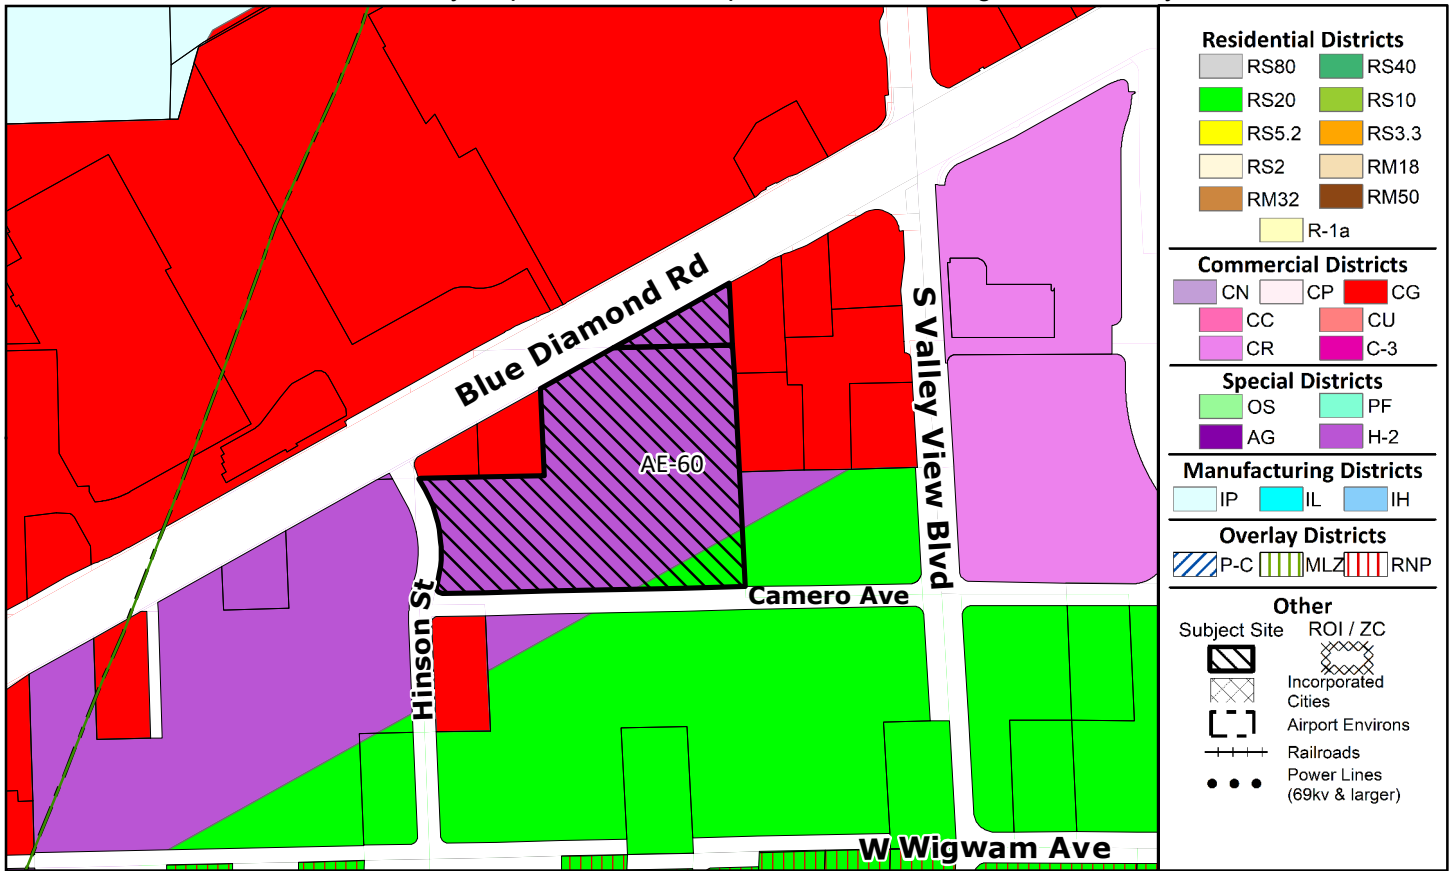 Blue Diamond Rd
S Valley View Blvd
AE-60
Camero Ave
Hinson St
W Wigwam Ave
Residential Districts
RS80 RS40
RS20 RS10
RS5.2 RS3.3
RS2 RM18
RM32 RM50
R-1a
Commercial Districts
CN CP CG
CC CU
CR C-3
Special Districts
OS PF
AG H-2
Manufacturing Districts
IP IL IH
Overlay Districts
P-C MLZ RNP
Other
Subject Site ROI / ZC
Incorporated
Cities
Airport Environs
Railroads
Power Lines
(69kv & larger)